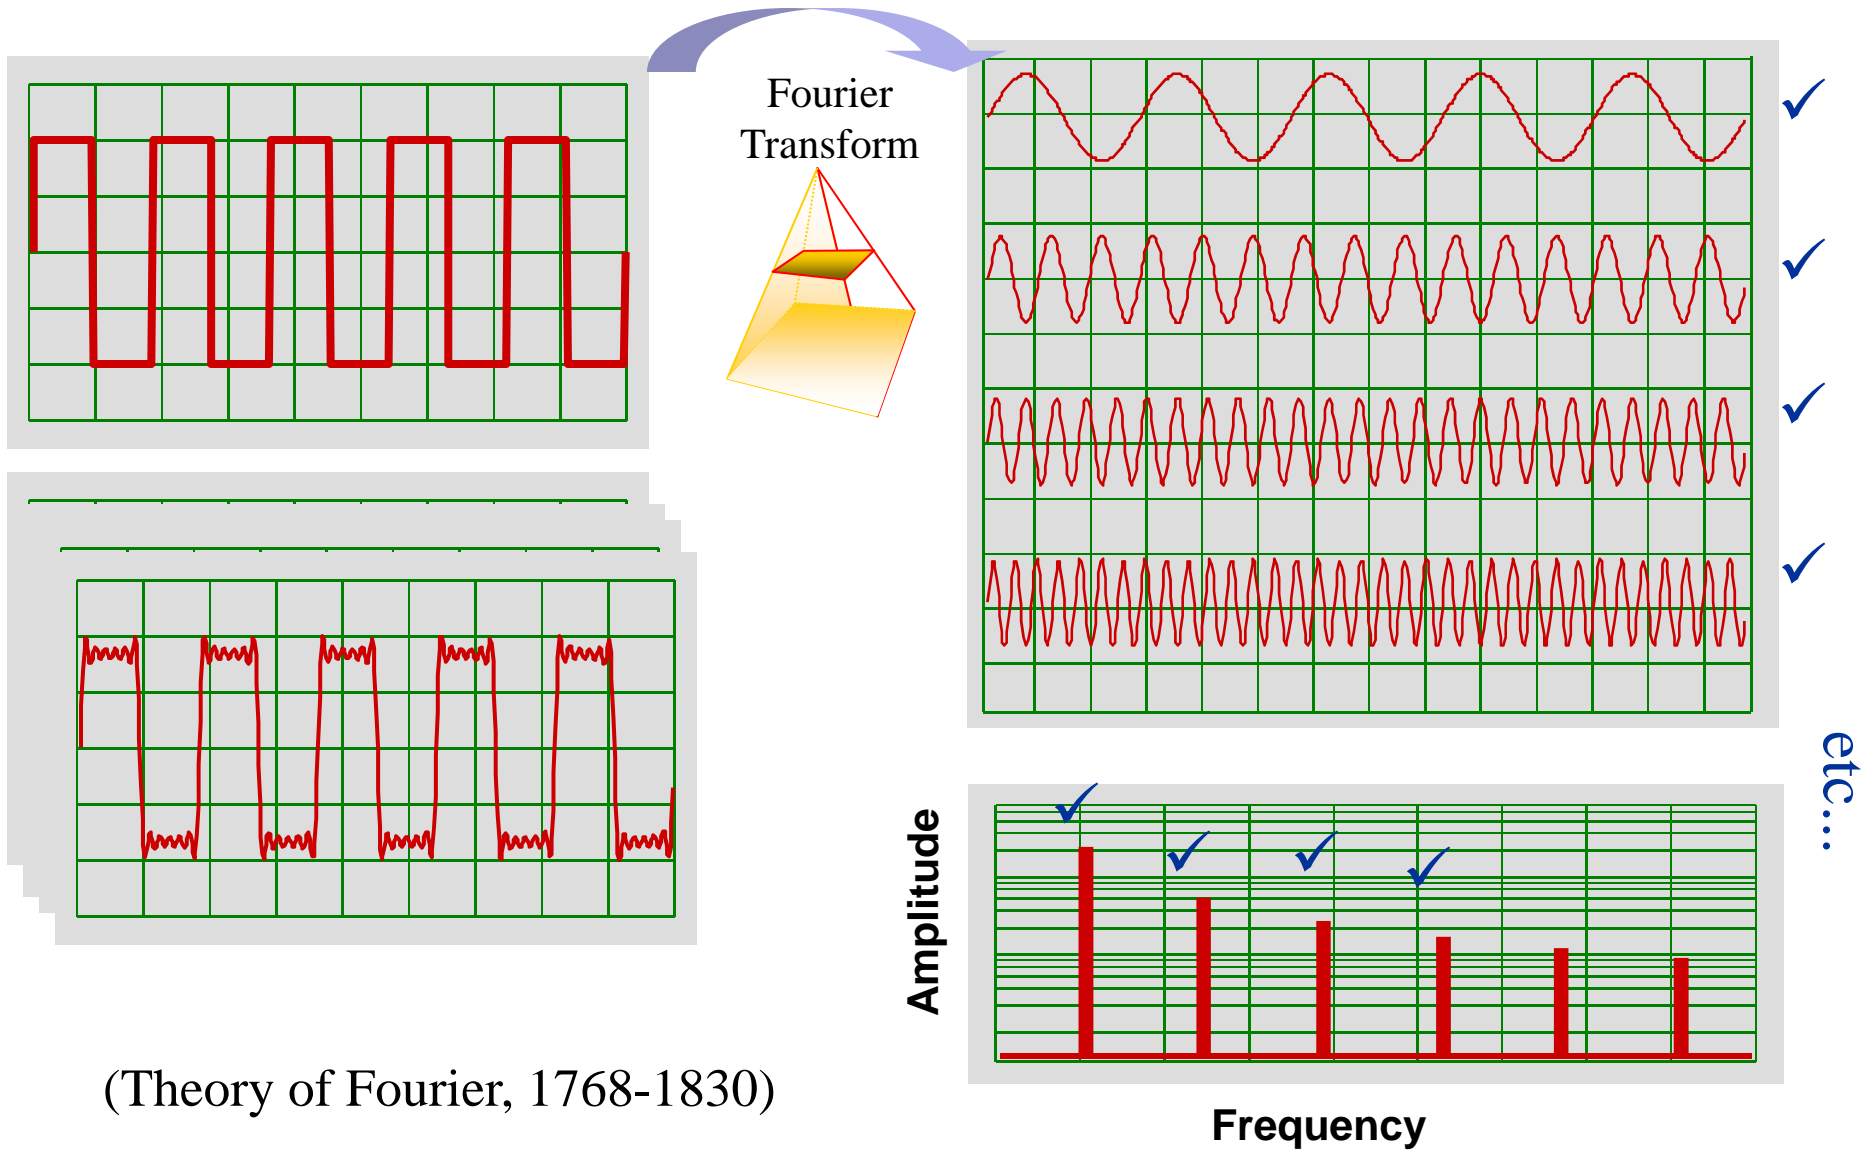 Fourier
Transform
etc...
Amplitude
(Theory of Fourier, 1768-1830)
Frequency